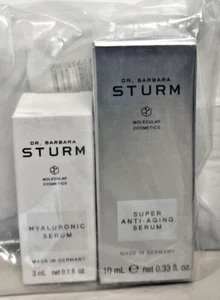 DR. BARBARA
STURM
MOLECULAR
COSMETICS
HYALURONIC
SERUM
MADE IN GERMANY
3 mL e net 0.1 fl. oz.
DR. BARBARA
STURM
MOLECULAR
COSMETICS
SUPER
ANTI-AGING
SERUM
MADE IN GERMANY
10 mL e net 0.33 fl. oz.